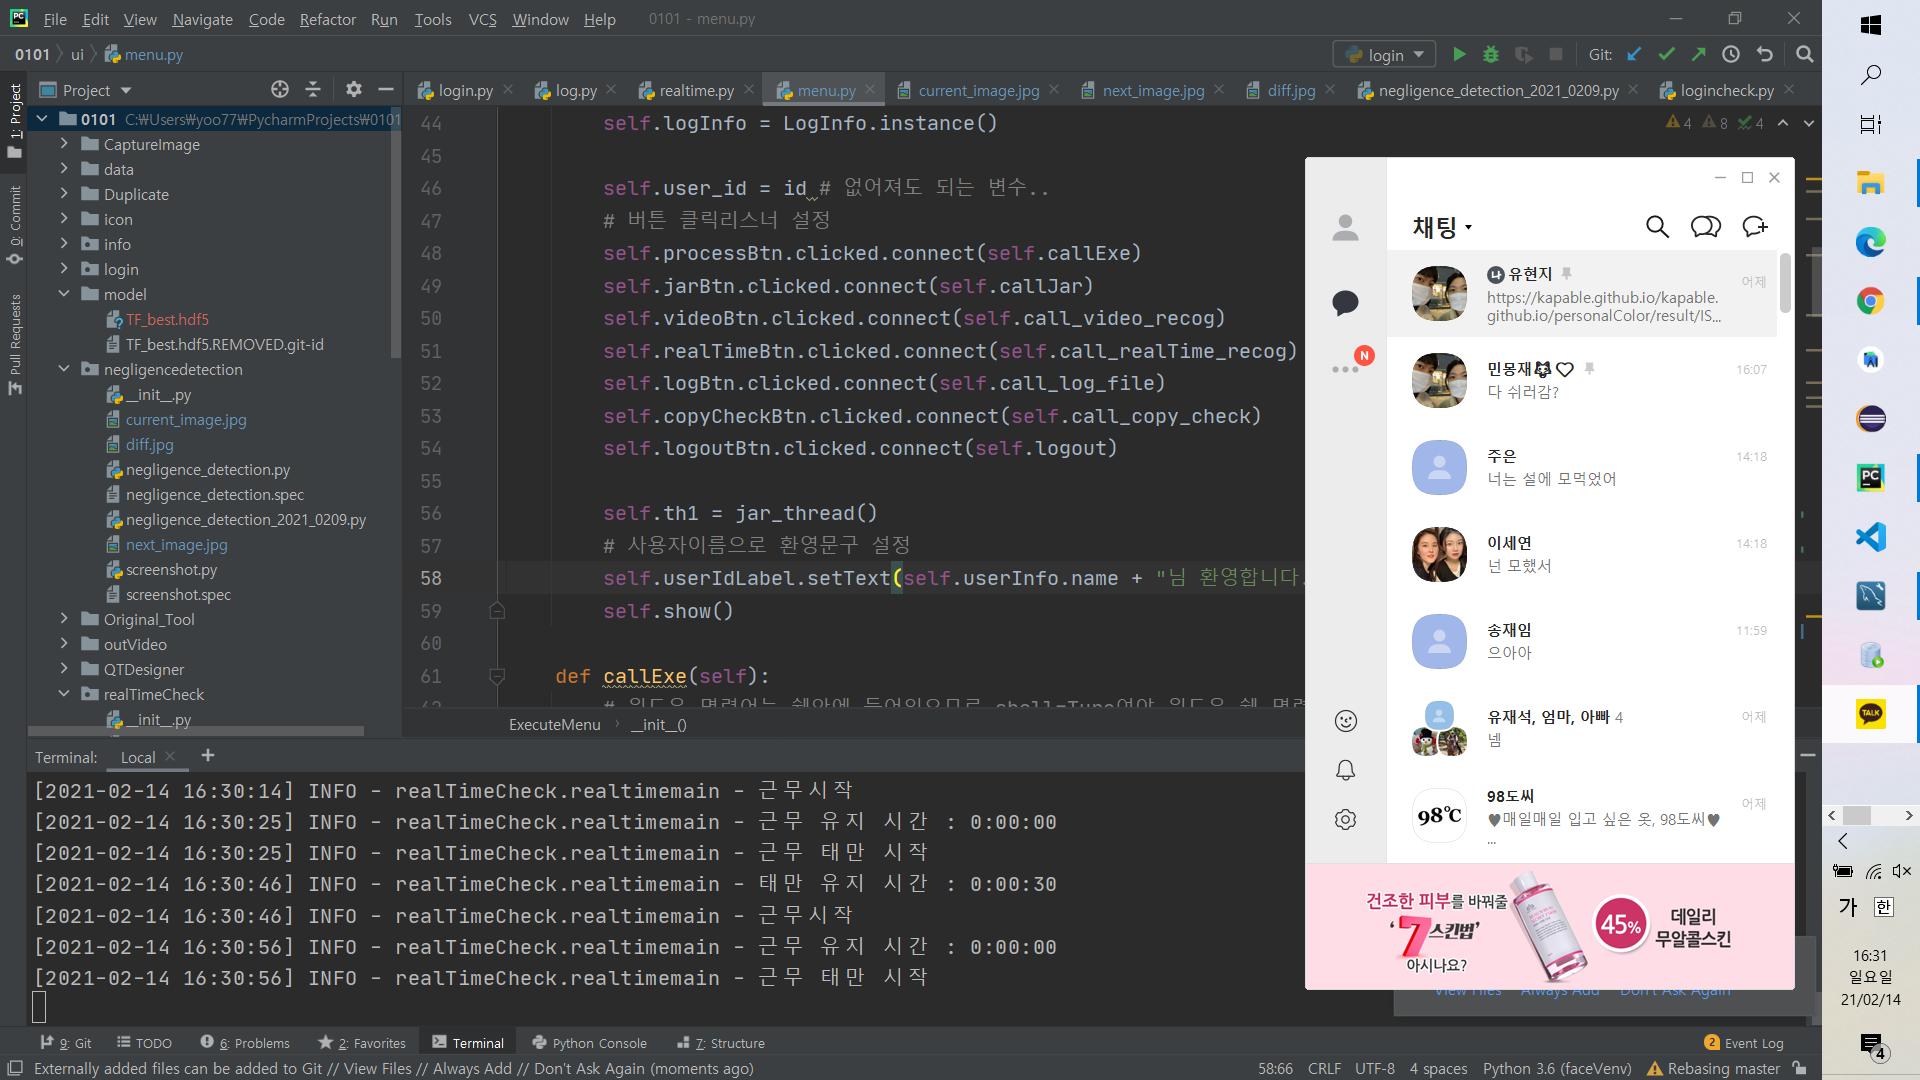 File Edit View Navigate Code Refactor Run Tools VCS Window Help 0101 - menu.py
0101 ui menu.py
login
Git:
1: Project
0: Commit
Pull Requests
Project
login.py log.py realtime.py menu.py current_image.jpg next_image.jpg diff.jpg negligence_detection_2021_0209.py logincheck.py
0101 C:₩Users₩yoo77₩PycharmProjects₩0101
CaptureImage
data
Duplicate
icon
info
login
model
TF_best.hdf5
TF_best.hdf5.REMOVED.git-id
negligencedetection
__init__.py
current_image.jpg
diff.jpg
negligence_detection.py
negligence_detection.spec
negligence_detection_2021_0209.py
next_image.jpg
screenshot.py
screenshot.spec
Original_Tool
outVideo
QTDesigner
realTimeCheck
__init__.py
4 8 4
44 self.logInfo = LogInfo.instance()
45
46 self.user_id = id # 없어져도 되는 변수..
47 # 버튼 클릭리스너 설정
48 self.processBtn.clicked.connect(self.callExe)
49 self.jarBtn.clicked.connect(self.callJar)
50 self.videoBtn.clicked.connect(self.call_video_recog)
51 self.realTimeBtn.clicked.connect(self.call_realTime_recog)
52 self.logBtn.clicked.connect(self.call_log_file)
53 self.copyCheckBtn.clicked.connect(self.call_copy_check)
54 self.logoutBtn.clicked.connect(self.logout)
55
56 self.th1 = jar_thread()
57 # 사용자이름으로 환영문구 설정
58 self.userIdLabel.setText(self.userInfo.name + "님 환영합니다.
59 self.show()
60
61 def callExe(self):
ExecuteMenu __init__()
채팅
나 유현지
어제
https://kapable.github.io/kapable.
github.io/personalColor/result/IS...
민몽재
16:07
다 쉬러감?
주은
14:18
너는 설에 모먹었어
이세연
14:18
넌 모했서
송재임
11:59
으아아
유재석, 엄마, 아빠 4
어제
넴
98도씨
어제
98℃
♥매일매일 입고 싶은 옷, 98도씨♥
...
N
건조한 피부를 바꿔줄
'7스킨법'
아시나요?
45%
데일리
무알콜스킨
View Files Always Add Don't Ask Again
Terminal: Local
[2021-02-14 16:30:14] INFO - realTimeCheck.realtimemain - 근무시작
[2021-02-14 16:30:25] INFO - realTimeCheck.realtimemain - 근무 유지 시간 : 0:00:00
[2021-02-14 16:30:25] INFO - realTimeCheck.realtimemain - 근무 태만 시작
[2021-02-14 16:30:46] INFO - realTimeCheck.realtimemain - 태만 유지 시간 : 0:00:30
[2021-02-14 16:30:46] INFO - realTimeCheck.realtimemain - 근무시작
[2021-02-14 16:30:56] INFO - realTimeCheck.realtimemain - 근무 유지 시간 : 0:00:00
[2021-02-14 16:30:56] INFO - realTimeCheck.realtimemain - 근무 태만 시작
9: Git TODO 6: Problems 2: Favorites Terminal Python Console 7: Structure
2 Event Log
Externally added files can be added to Git // View Files // Always Add // Don't Ask Again (moments ago)
58:66 CRLF UTF-8 4 spaces Python 3.6 (faceVenv) Rebasing master
PC
TALK
가 한
16:31
일요일
21/02/14
4